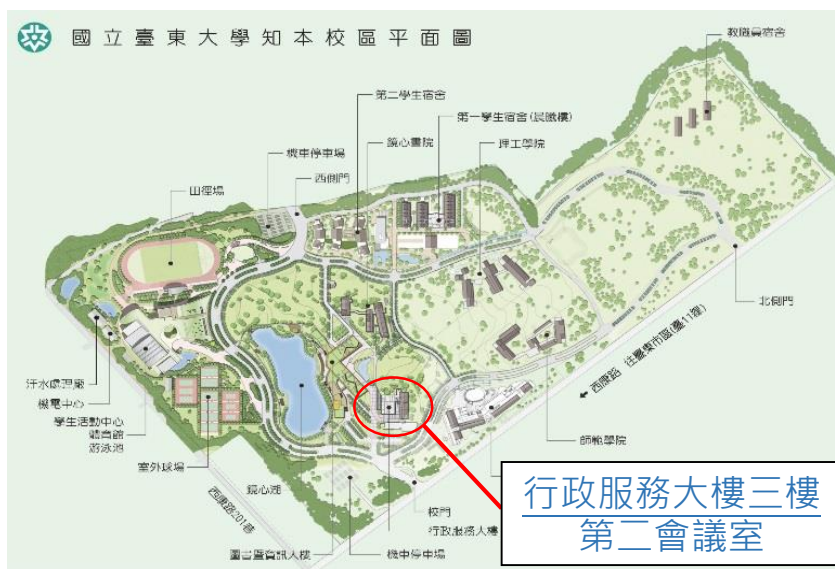 國立臺東大學知本校區平面圖
教職員宿舍
第二學生宿舍
第一學生宿舍(民饑樓)
鏡心書院
理工學院
機車停車場
西側門
田徑場
北側門
西康路 往臺東市區(臺11線)
汙水處理廠
機電中心
學生活動中心
體育館
游泳池
師範學院
室外球場
鏡心湖
西康路201巷
校門
行政服務大樓
圖書暨資訊大樓
機車停車場
行政服務大樓三樓
第二會議室